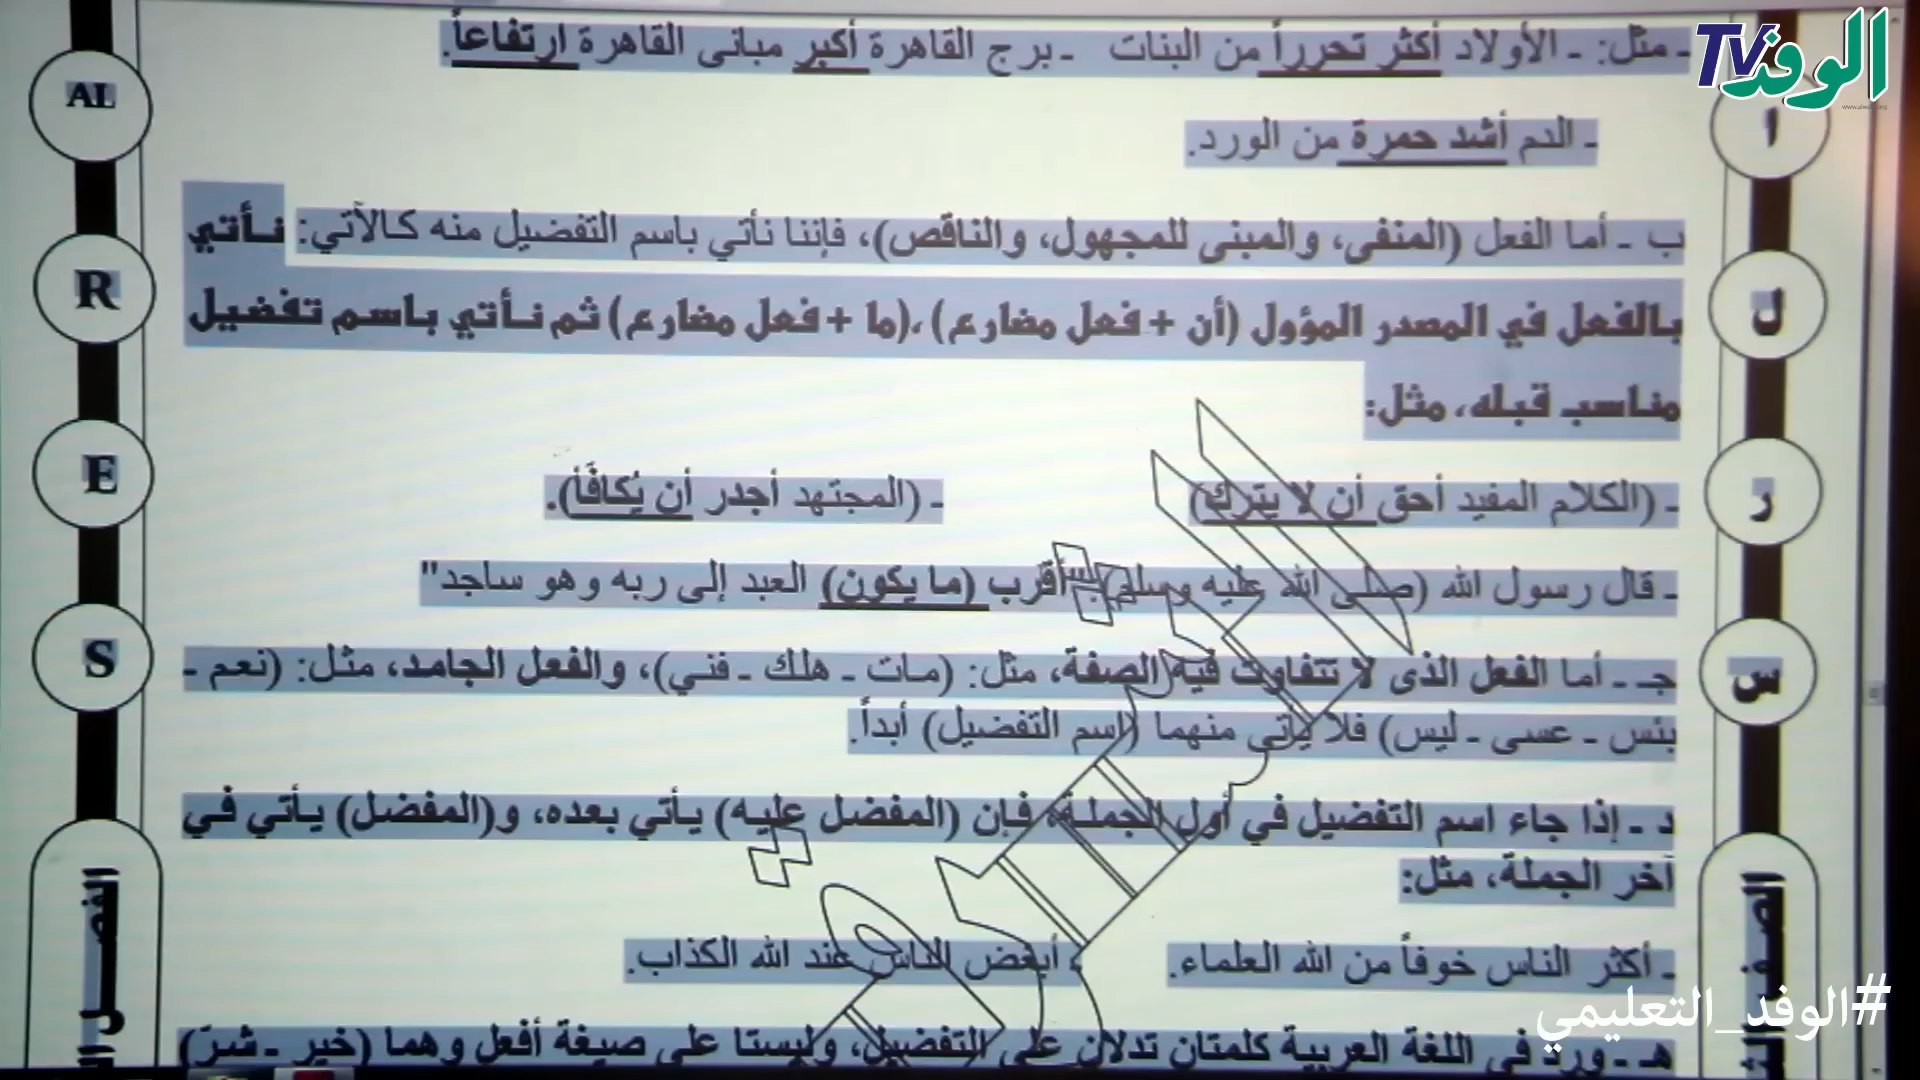 الوفد TV
ـ مثل: ـ الأولاد أكثر تحرراً من البنات ـ برج القاهرة أكبر مبانى القاهرة ارتفاعاً.
ـ الدم أشد حمرة من الورد.
ب ـ أما الفعل (المنفى، والمبنى للمجهول، والناقص)، فإننا نأتي باسم التفضيل منه كالآتي: نأتي
بالفعل في المصدر المؤول (أن + فعل مضارع)،(ما + فعل مضارع) ثم نأتي باسم تفضيل
مناسب قبله، مثل:
ـ (الكلام المفيد أحق أن لا يترك) ـ (المجتهد أجدر أن يُكافَأ).
ـ قال رسول الله (صلى الله عليه وسلم) أقرب (ما يكون) العبد إلى ربه وهو ساجد"
جـ ـ أما الفعل الذى لا تتفاوت فيه الصفة، مثل: (مات ـ هلك ـ فني)، والفعل الجامد، مثل: (نعم ـ
بئس ـ عسى ـ ليس) فلا يأتي منهما (اسم التفضيل) أبداً.
د ـ إذا جاء اسم التفضيل في أول الجملة، فإن (المفضل عليه) يأتي بعده، و(المفضل) يأتي في
آخر الجملة، مثل:
ـ أكثر الناس خوفاً من الله العلماء. ـ أبغض الناس عند الله الكذاب.
هـ ـ ورد فى اللغة العربية كلمتان تدلان على التفضيل، وليستا على صيغة أفعل وهما (خير ـ شرّ)
ا
ل
ر
س
الصف
AL
R
E
S
الفصل
#الوفد_التعليمي